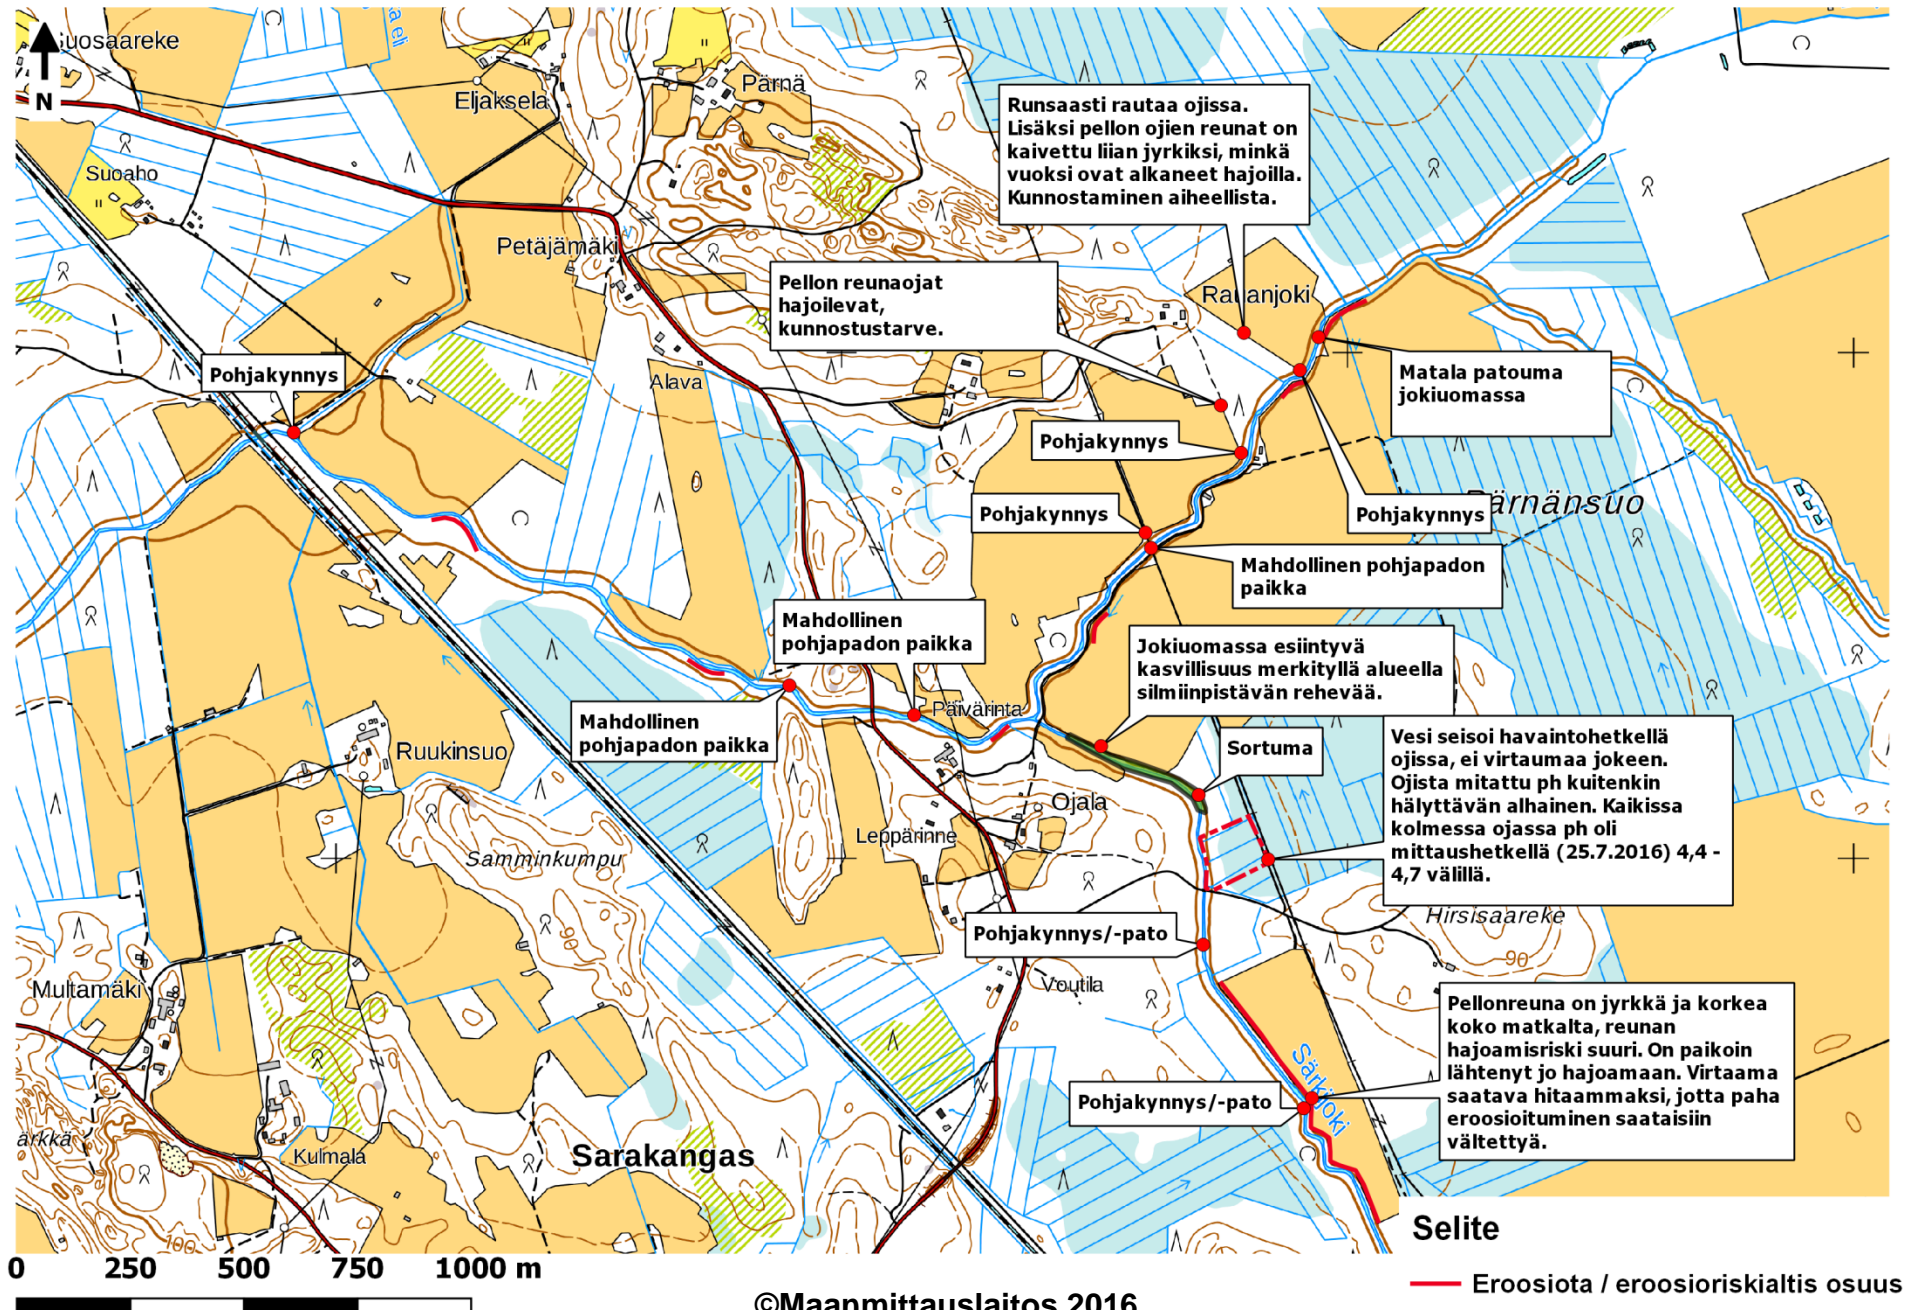 uosaareke
N
Eljaksela
Pärnä
Suoaho
Petäjämäki
Runsaasti rautaa ojissa.
Lisäksi pellon ojien reunat on
kaivettu liian jyrkiksi, minkä
vuoksi ovat alkaneet hajoilla.
Kunnostaminen aiheellista.
Pellon reunaojat
hajoilevat,
kunnostustarve.
Rauanjoki
Pohjakynnys
Alava
Matala patouma
jokiuomassa
Pohjakynnys
Pohjakynnys
Pohjakynnys
Pärnänsuo
Mahdollinen pohjapadon
paikka
Mahdollinen
pohjapadon paikka
Jokiuomassa esiintyvä
kasvillisuus merkityllä alueella
silmiinpistävän rehevää.
Päivärinta
Mahdollinen
pohjapadon paikka
Ruukinsuo
Sortuma
Vesi seisoi havaintohetkellä
ojissa, ei virtaumaa jokeen.
Ojista mitattu ph kuitenkin
hälyttävän alhainen. Kaikissa
kolmessa ojassa ph oli
mittaushetkellä (25.7.2016) 4,4 -
4,7 välillä.
Ojala
Leppärinne
Samminkumpu
Hirsisaareke
90
90
Pohjakynnys/-pato
Voutila
Multamäki
Pellonreuna on jyrkkä ja korkea
koko matkalta, reunan
hajoamisriski suuri. On paikoin
lähtenyt jo hajoamaan. Virtaama
saatava hitaammaksi, jotta paha
eroosioituminen saataisiin
vältettyä.
Särkijoki
Pohjakynnys/-pato
ärkkä
Kulmala
Sarakangas
100
Selite
Eroosiota / eroosioriskialtis osuus
0 250 500 750 1000 m
©Maanmittauslaitos 2016